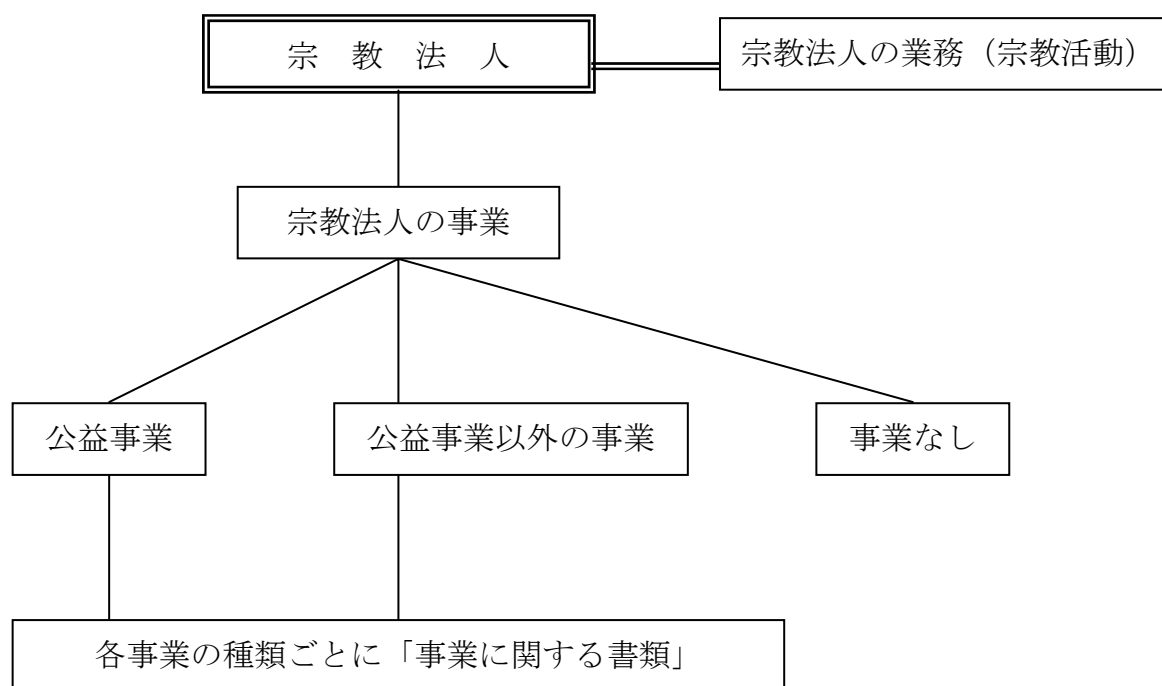 宗　教　法　人
宗教法人の業務（宗教活動）
宗教法人の事業
公益事業
公益事業以外の事業
事業なし
各事業の種類ごとに「事業に関する書類」